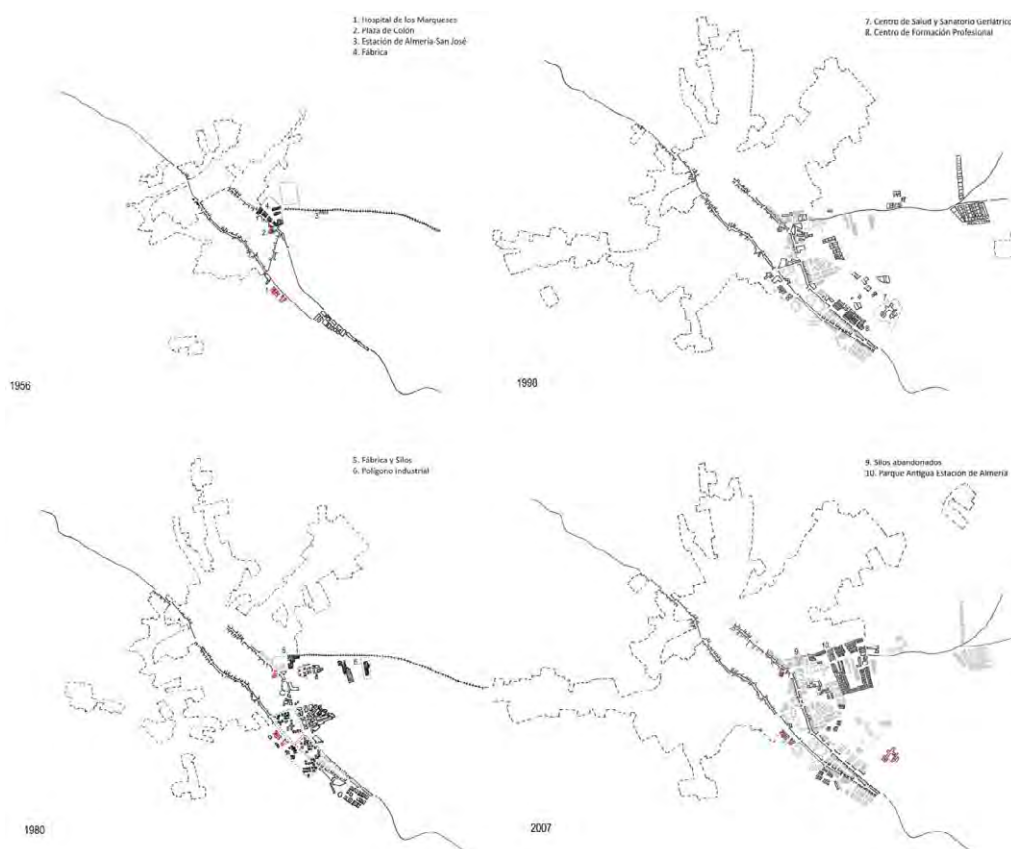 1. Hospital de los Marqueses
2. Plaza de Colón
3. Estación de Almería-San José
4. Fábrica
1956
7. Centro de Salud y Sanatorio Geriátrico
8. Centro de Formación Profesional
1990
5. Fábrica y Silos
6. Polígono Industrial
1980
9. Silos abandonados
10. Parque Antigua Estación de Almería
2007